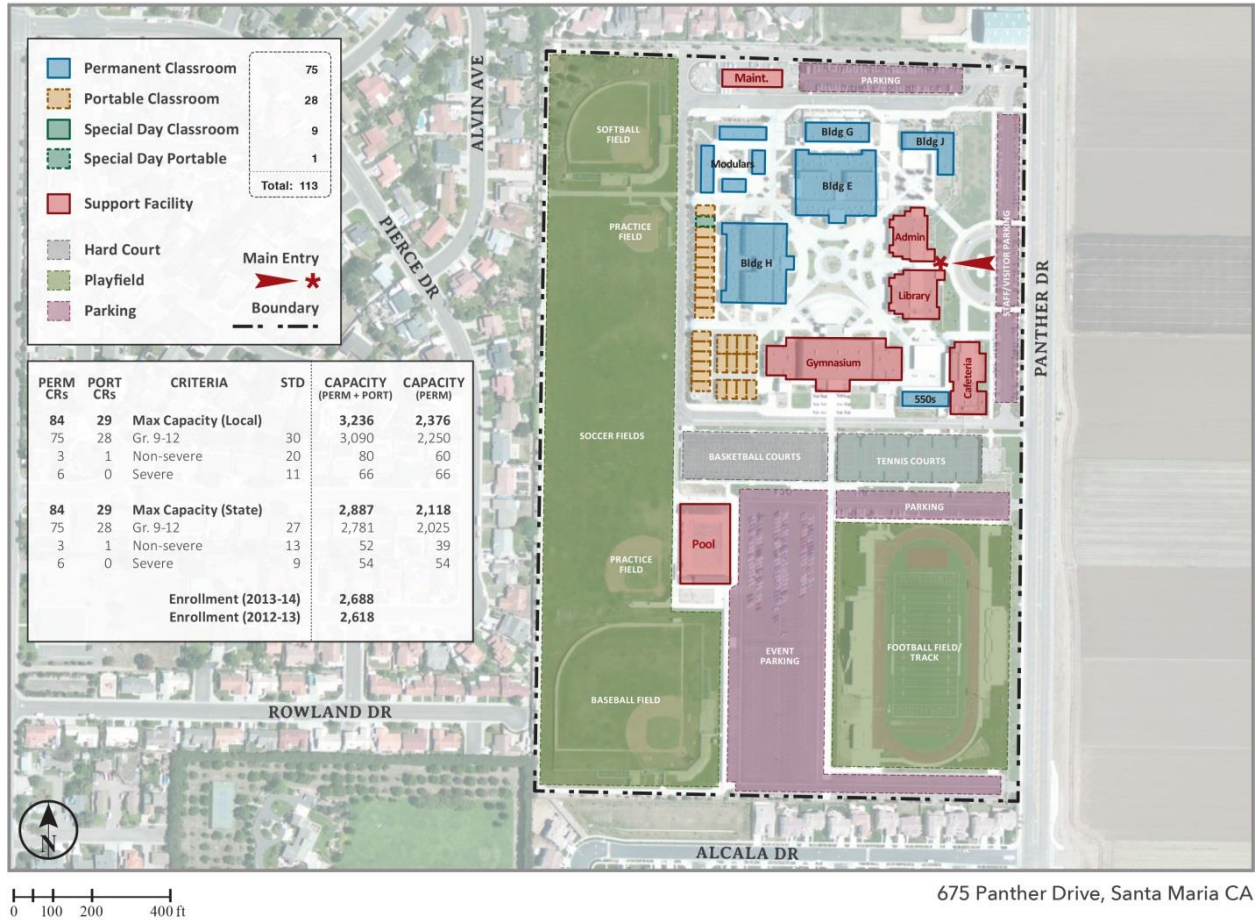 Permanent Classroom 75
Portable Classroom 28
Special Day Classroom 9
Special Day Portable 1
Total: 113
Support Facility
Hard Court
Playfield
Parking
Main Entry
*
Boundary
PERM CRs PORT CRs CRITERIA STD CAPACITY (PERM + PORT) CAPACITY (PERM)
84 29 Max Capacity (Local) 3,236 2,376
75 28 Gr. 9-12 30 3,090 2,250
3 1 Non-severe 20 80 60
6 0 Severe 11 66 66
84 29 Max Capacity (State) 2,887 2,118
75 28 Gr. 9-12 27 2,781 2,025
3 1 Non-severe 13 52 39
6 0 Severe 9 54 54
Enrollment (2013-14) 2,688
Enrollment (2012-13) 2,618
ALVIN AVE
PIERCE DR
ROWLAND DR
ALCALA DR
PANTHER DR
Maint.
PARKING
SOFTBALL
FIELD
Bldg G
Bldg J
Modulars
Bldg E
PRACTICE
FIELD
Admin
*
Bldg H
Library
STAFF/VISITOR PARKING
Gymnasium
Cafeteria
550s
SOCCER FIELDS
BASKETBALL COURTS
TENNIS COURTS
PARKING
Pool
PRACTICE
FIELD
EVENT
PARKING
FOOTBALL FIELD/
TRACK
BASEBALL FIELD
N
0 100 200 400 ft
675 Panther Drive, Santa Maria CA